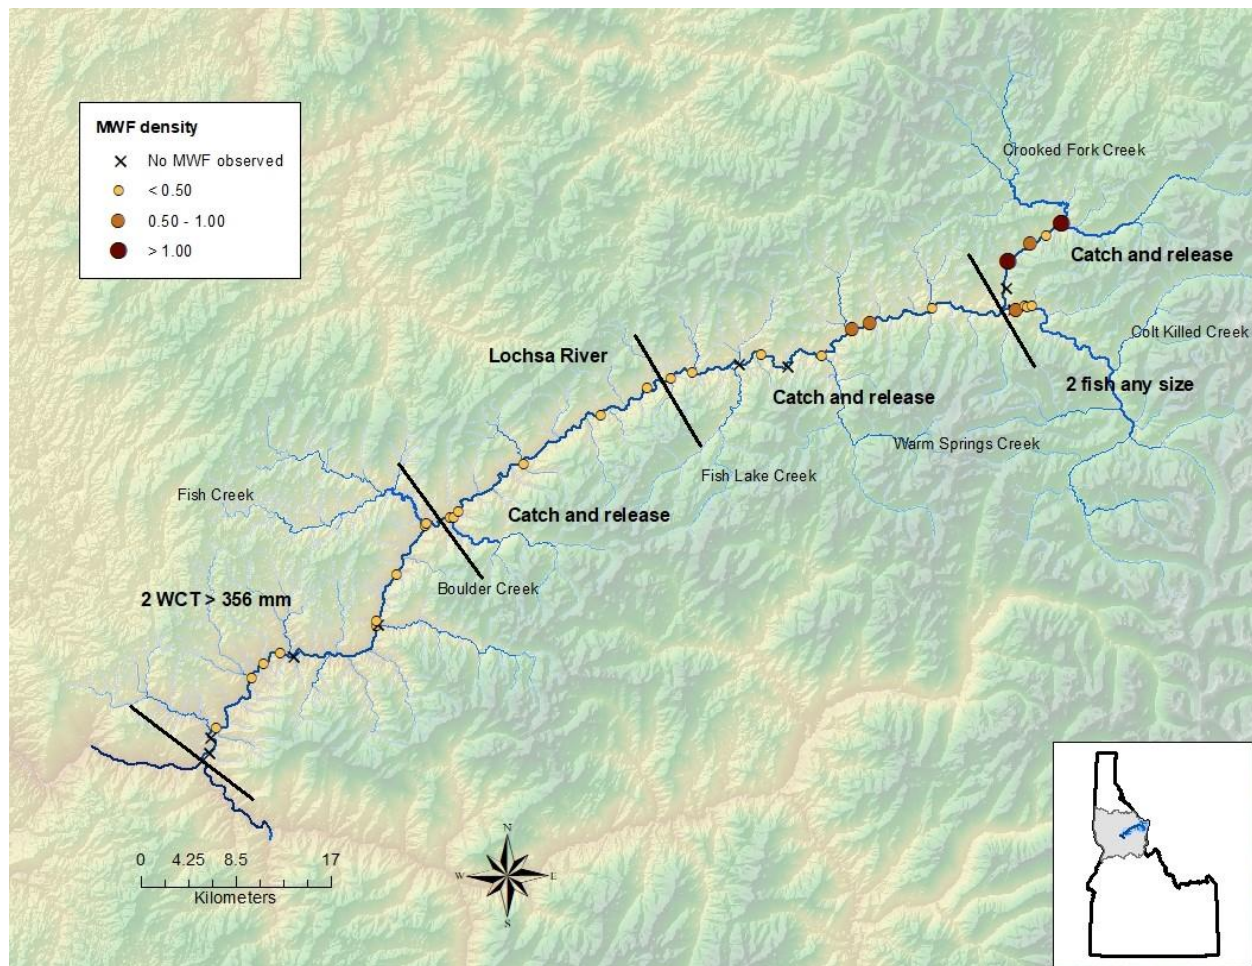 MWF density
No MWF observed
< 0.50
0.50 - 1.00
> 1.00
Crooked Fork Creek
Catch and release
Colt Killed Creek
Lochsa River
2 fish any size
Catch and release
Warm Springs Creek
Fish Lake Creek
Fish Creek
Catch and release
Boulder Creek
2 WCT > 356 mm
N
W
E
S
0 4.25 8.5 17
Kilometers